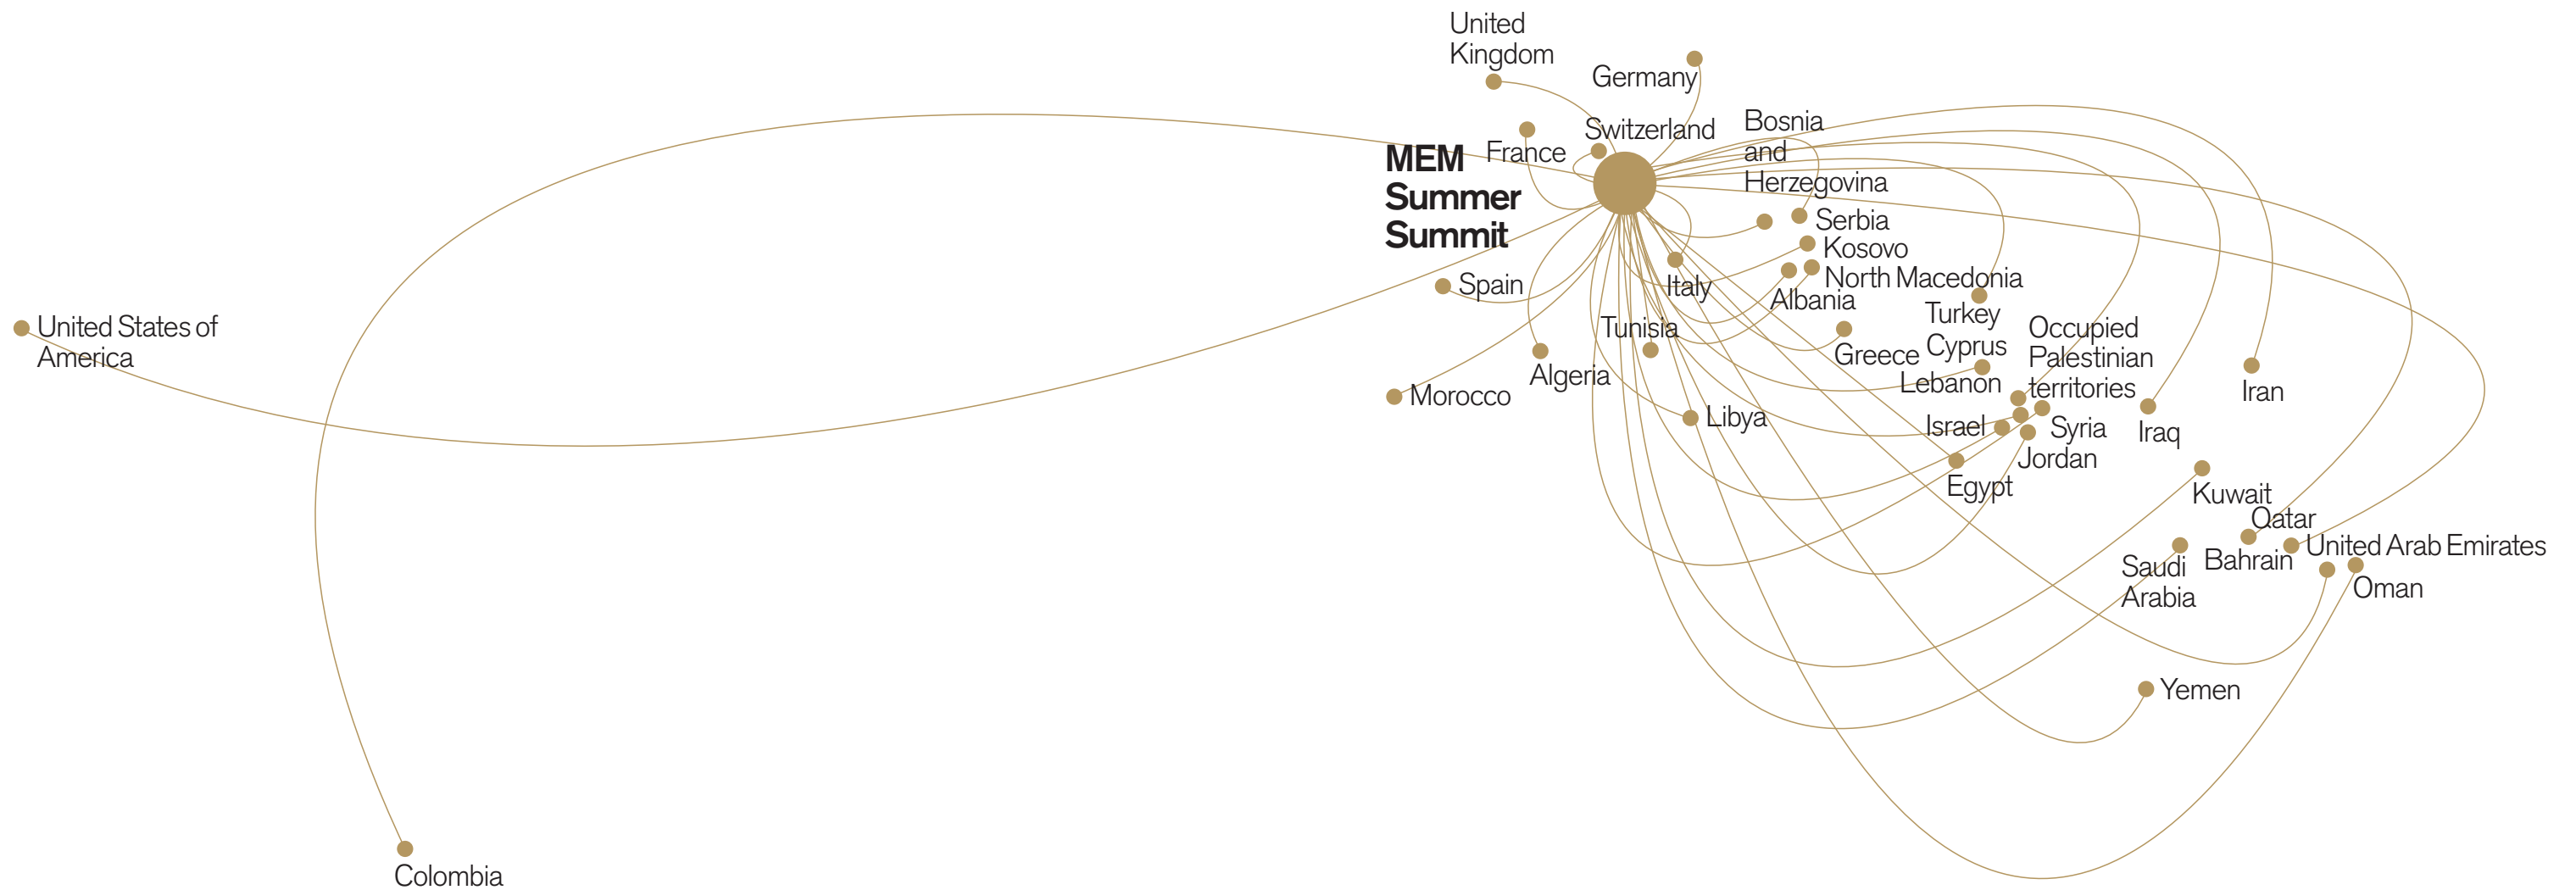 United
Kingdom
Germany
Switzerland
France
Bosnia
and
Herzegovina
MEM
Summer
Summit
Serbia
Kosovo
North Macedonia
Albania
Italy
Spain
Tunisia
Turkey
Occupied
Palestinian
territories
United States of
America
Greece
Cyprus
Lebanon
Algeria
Morocco
Libya
Iran
Israel
Syria
Iraq
Jordan
Egypt
Kuwait
Qatar
Bahrain
United Arab Emirates
Saudi
Arabia
Oman
Yemen
Colombia